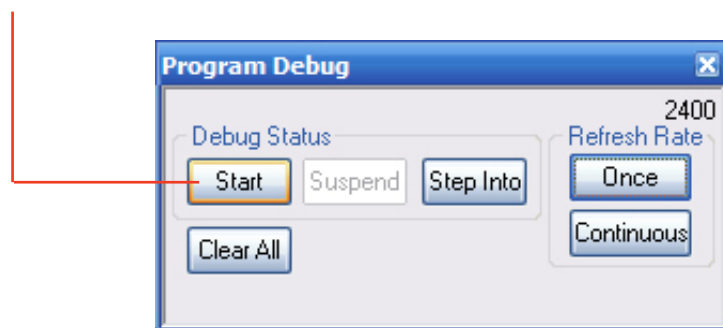 Program Debug
2400
Debug Status
Refresh Rate
Start
Suspend
Step Into
Once
Clear All
Continuous